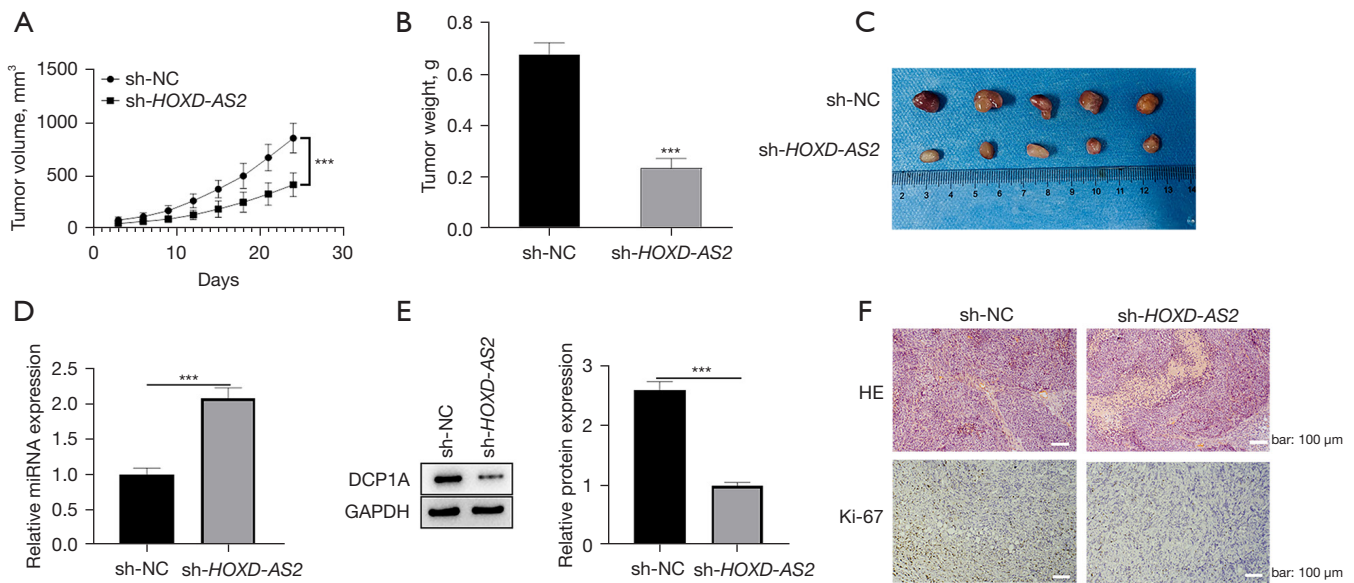 A
Tumor volume, mm³
1500
1000
500
0
sh-NC
sh-HOXD-AS2
***
0
10
20
30
Days
B
Tumor weight, g
0.8
0.6
0.4
0.2
0.0
***
sh-NC
sh-HOXD-AS2
C
sh-NC
sh-HOXD-AS2
2 3 4 5 6 7 8 9 10 11 12 13 14
D
Relative miRNA expression
2.5
2.0
1.5
1.0
0.5
0.0
***
sh-NC
sh-HOXD-AS2
E
sh-NC
sh-HOXD-AS2
DCP1A
GAPDH
Relative protein expression
3
2
1
0
***
sh-NC
sh-HOXD-AS2
F
sh-NC
sh-HOXD-AS2
HE
bar: 100 μm
Ki-67
bar: 100 μm